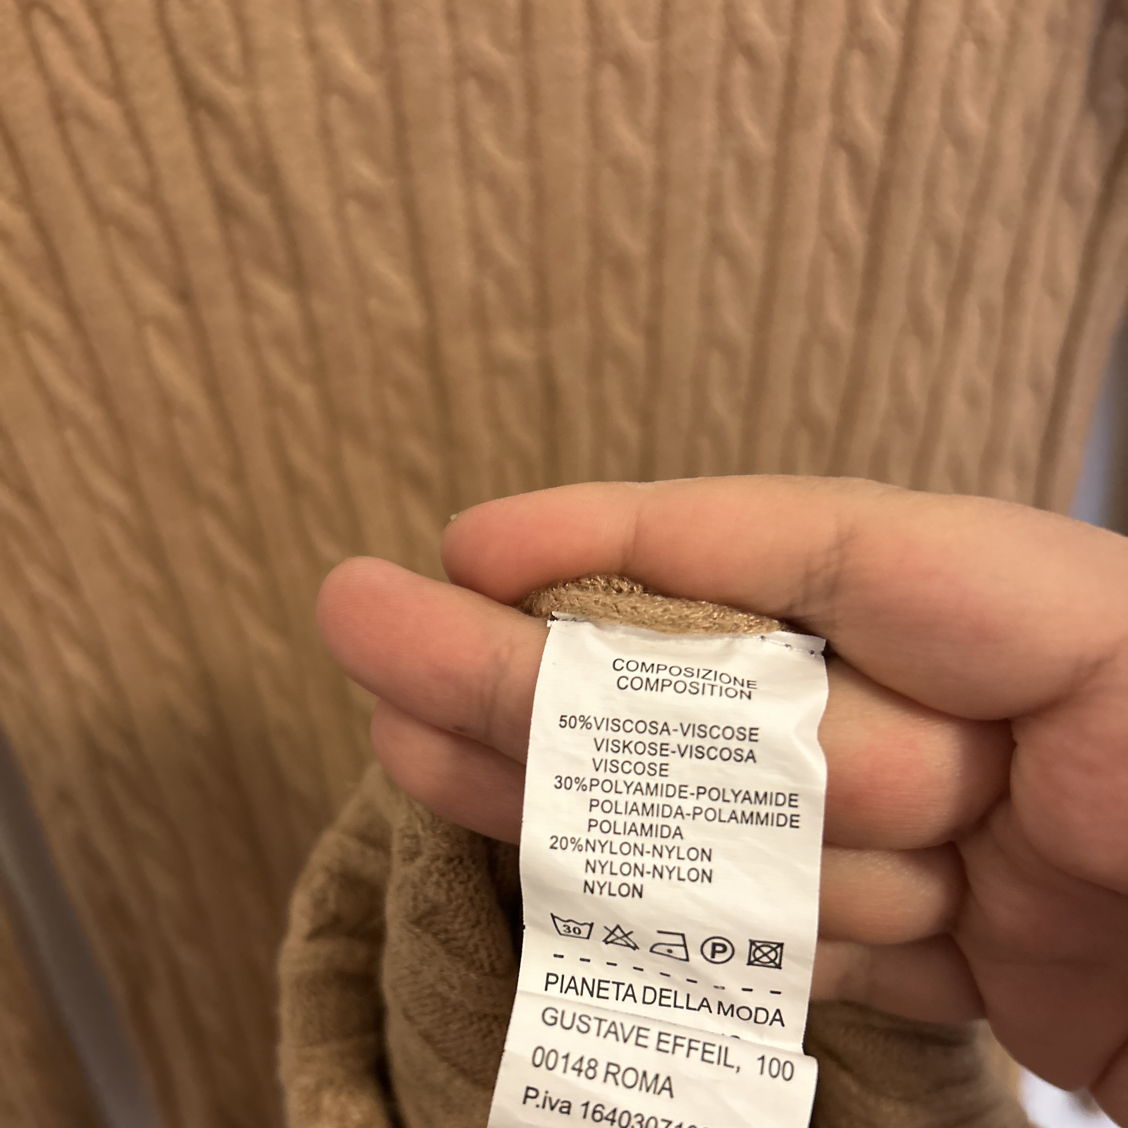 COMPOSIZIONE
COMPOSITION
50%VISCOSA-VISCOSE
VISKOSE-VISCOSA
VISCOSE
30%POLYAMIDE-POLYAMIDE
POLIAMIDA-POLAMMIDE
POLIAMIDA
20%NYLON-NYLON
NYLON-NYLON
NYLON
30
P
PIANETA DELLA MODA
GUSTAVE EFFEIL, 100
00148 ROMA
P.iva